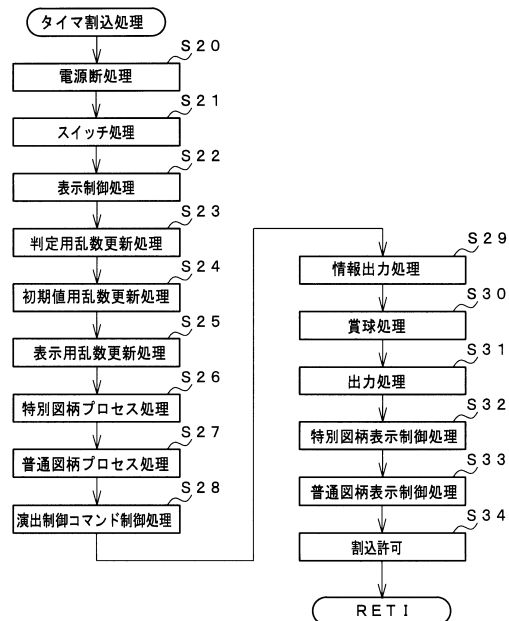 タイマ割込処理
S20
電源断処理
S21
スイッチ処理
S22
表示制御処理
S23
判定用乱数更新処理
S24
初期値用乱数更新処理
S25
表示用乱数更新処理
S26
特別図柄プロセス処理
S27
普通図柄プロセス処理
S28
演出制御コマンド制御処理
S29
情報出力処理
S30
賞球処理
S31
出力処理
S32
特別図柄表示制御処理
S33
普通図柄表示制御処理
S34
割込許可
RETI